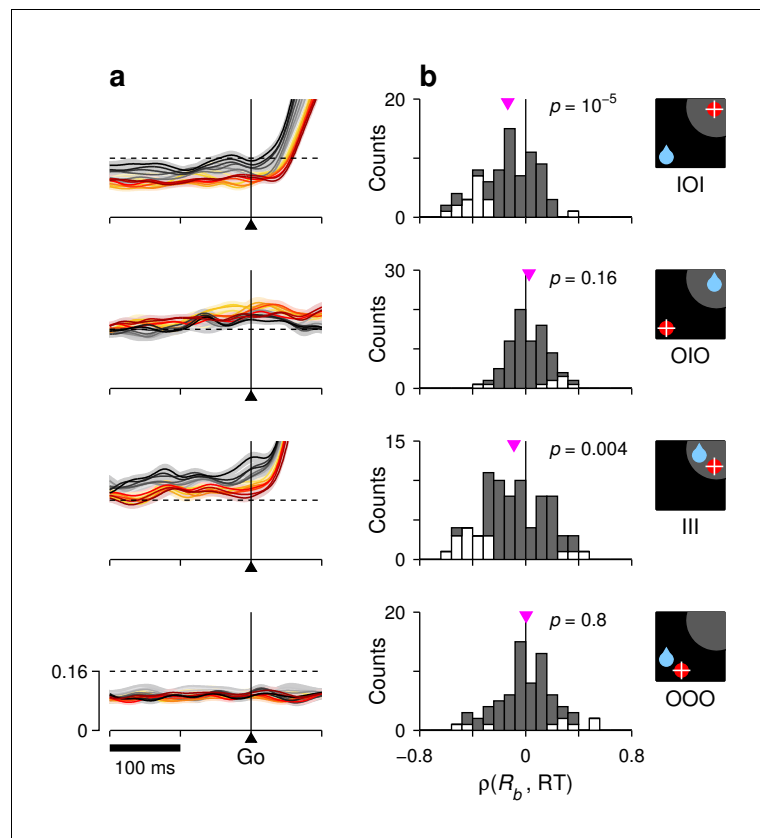 a
b
20
Counts
0
p = 10⁻⁵
IOI
30
Counts
0
p = 0.16
OIO
15
Counts
0
p = 0.004
III
0.16
0
100 ms
Go
20
Counts
0
p = 0.8
−0.8
0
0.8
ρ(R_b, RT)
OOO